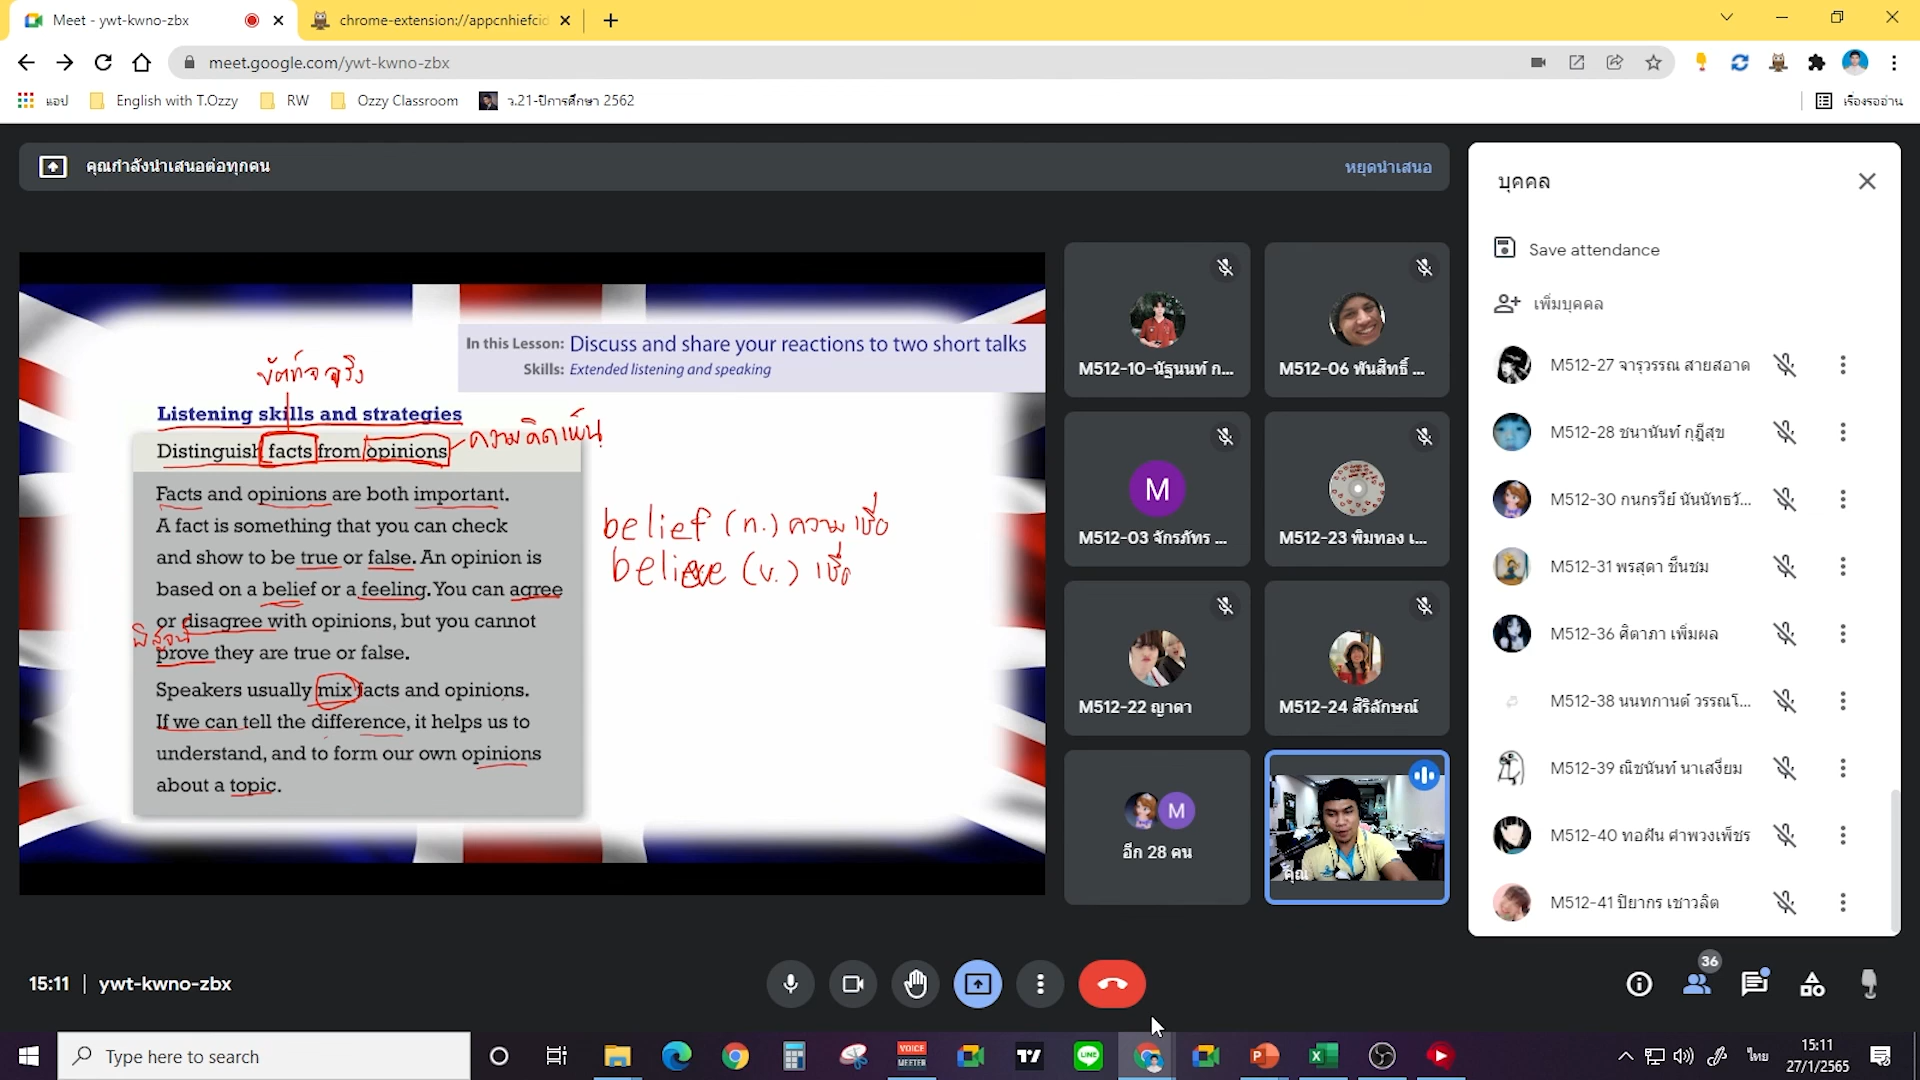 Meet - ywt-kwno-zbx
chrome-extension://appcnhiefcid
meet.google.com/ywt-kwno-zbx
แอป
English with T.Ozzy
RW
Ozzy Classroom
ว.21-ปีการศึกษา 2562
เรื่องรออ่าน
คุณกำลังนำเสนอต่อทุกคน
หยุดนำเสนอ
In this Lesson: Discuss and share your reactions to two short talks
Skills: Extended listening and speaking
Listening skills and strategies
ความคิดเห็น
Distinguish facts from opinions
Facts and opinions are both important.
A fact is something that you can check
and show to be true or false. An opinion is
based on a belief or a feeling. You can agree
or disagree with opinions, but you cannot
พิสูจน์
prove they are true or false.
Speakers usually mix facts and opinions.
If we can tell the difference, it helps us to
understand, and to form our own opinions
about a topic.
belief (n.) ความเชื่อ
believe (v.) เชื่อ
M512-10-นัฐนนท์ ก...
M512-06 พันสิทธิ์ ...
M
M512-03 จักรภัทร ...
M512-23 พิมทอง เ...
M512-22 ญาดา
M512-24 สิริลักษณ์
M
อีก 28 คน
คุณ
บุคคล
Save attendance
เพิ่มบุคคล
M512-27 จารุวรรณ สายสอาด
M512-28 ชนานันท์ กุฎีสุข
M512-30 กนกรวีย์ นันนัทธวั...
M512-31 พรสุดา ชื่นชม
M512-36 ศิตาภา เพิ่มผล
M512-38 นนทกานต์ วรรณโ...
M512-39 ณิชนันท์ นาเสงี่ยม
M512-40 ทอฝัน ศำพวงเพ็ชร
M512-41 ปิยากร เชาวลิต
15:11 | ywt-kwno-zbx
36
Type here to search
VOICE
MEETER
LINE
ไทย
15:11
27/1/2565